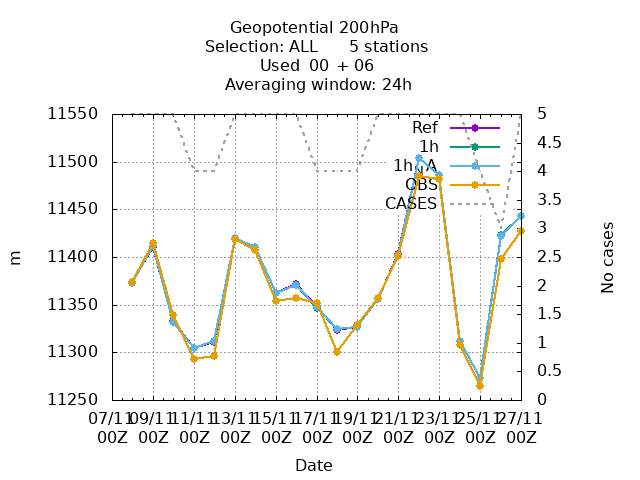 Geopotential 200hPa
Selection: ALL 5 stations
Used 00 + 06
Averaging window: 24h
11550
11500
11450
11400
11350
11300
11250
m
5
4.5
4
3.5
3
2.5
2
1.5
1
0.5
0
No cases
Ref
1h
OBS
CASES
07/11 09/11 11/11 13/11 15/11 17/11 19/11 21/11 23/11 25/11 27/11
00Z 00Z 00Z 00Z 00Z 00Z 00Z 00Z 00Z 00Z 00Z
Date